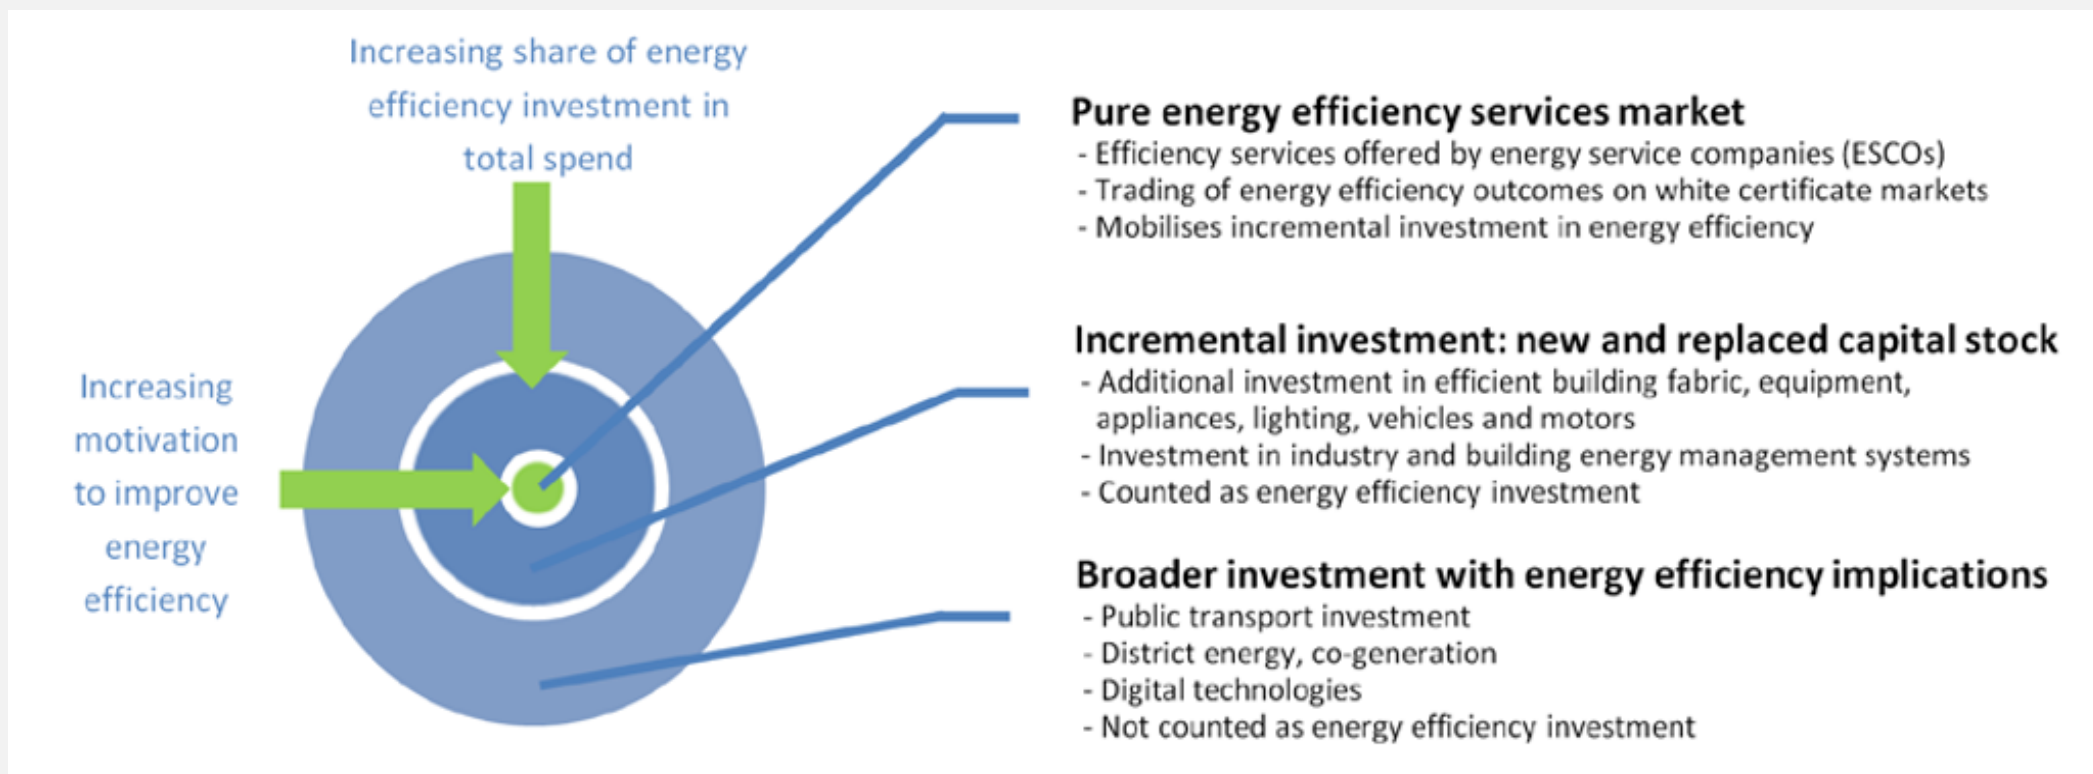 Increasing share of energy
efficiency investment in
total spend
Increasing
motivation
to improve
energy
efficiency
Pure energy efficiency services market
- Efficiency services offered by energy service companies (ESCOs)
- Trading of energy efficiency outcomes on white certificate markets
- Mobilises incremental investment in energy efficiency
Incremental investment: new and replaced capital stock
- Additional investment in efficient building fabric, equipment,
appliances, lighting, vehicles and motors
- Investment in industry and building energy management systems
- Counted as energy efficiency investment
Broader investment with energy efficiency implications
- Public transport investment
- District energy, co-generation
- Digital technologies
- Not counted as energy efficiency investment